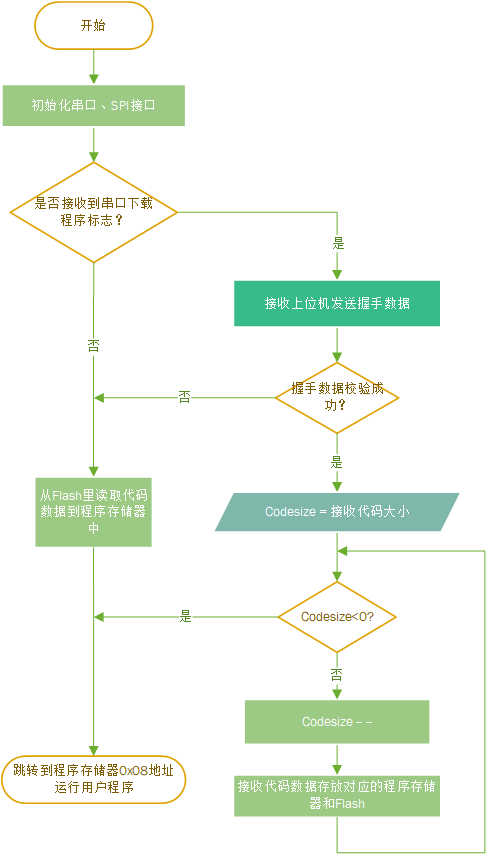 开始
初始化串口、SPI接口
是否接收到串口下载
程序标志？
是
接收上位机发送握手数据
否
握手数据校验成
功？
否
是
从Flash里读取代码
数据到程序存储器
中
Codesize = 接收代码大小
Codesize<0?
是
否
Codesize – –
跳转到程序存储器0x08地址
运行用户程序
接收代码数据存放对应的程序存储
器和Flash